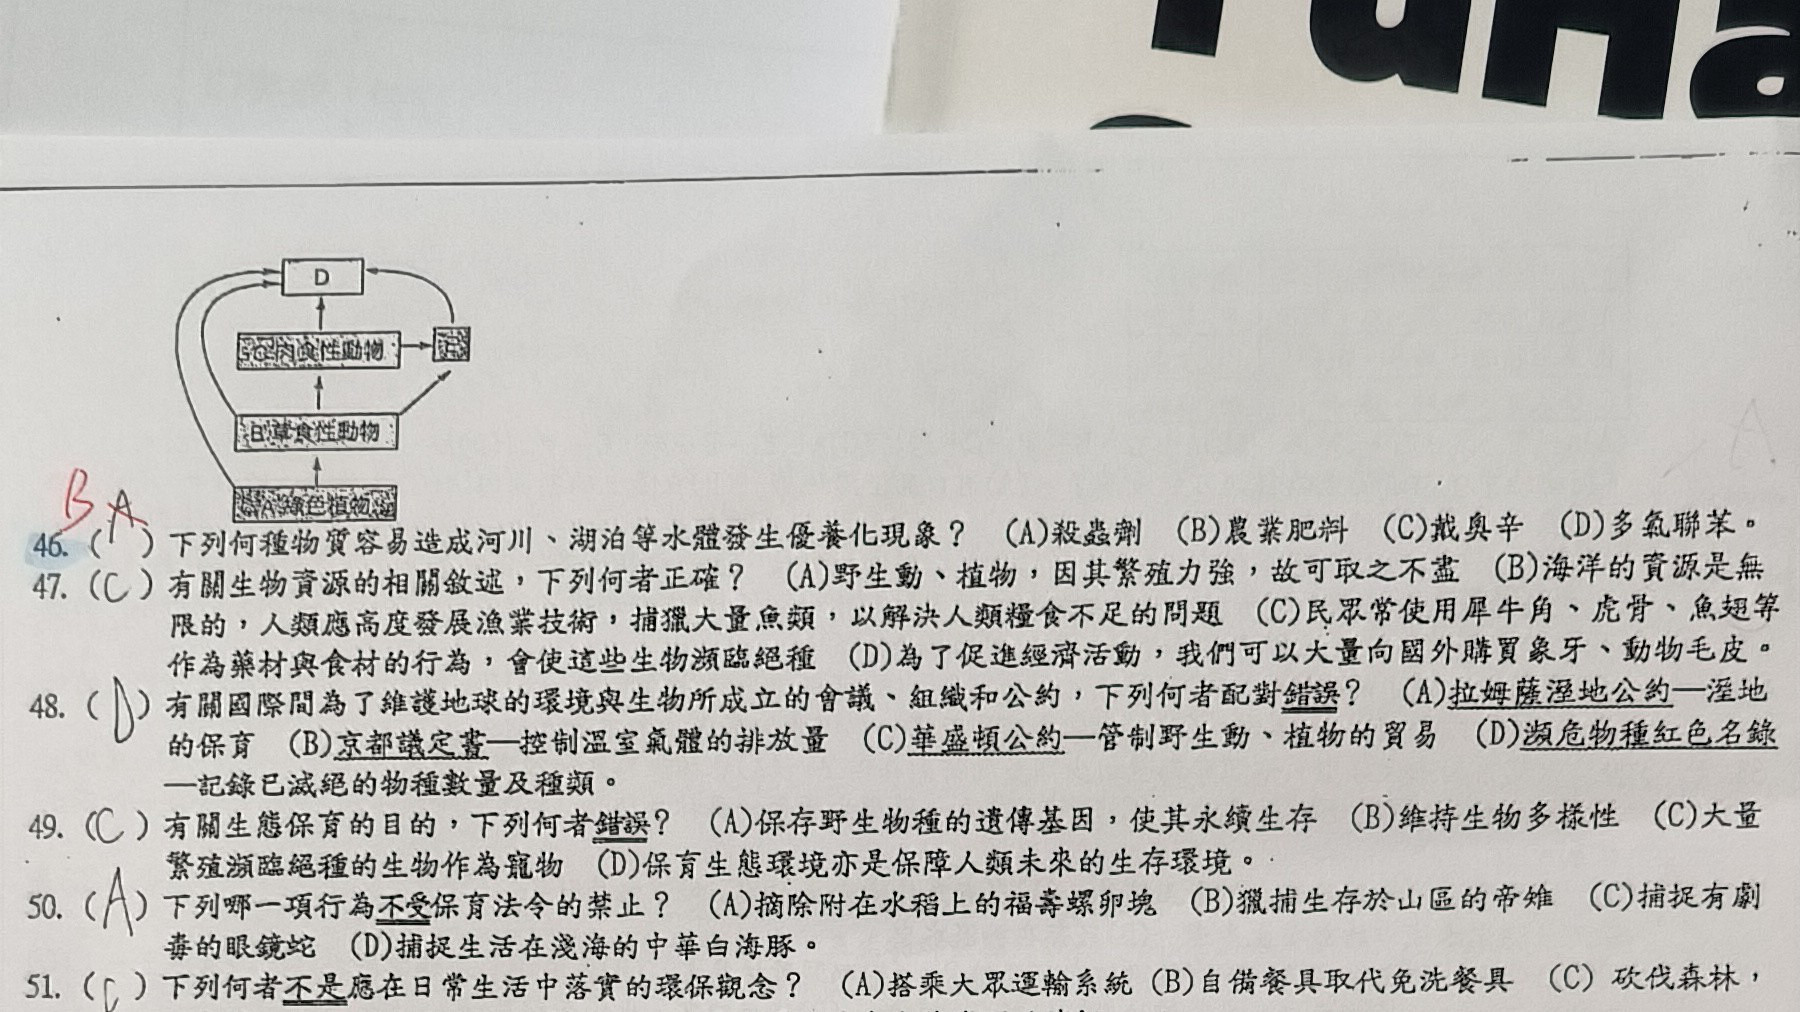 YuHa
D
C 肉食性動物
E
B 草食性動物
A 綠色植物
B A
46. ( ) 下列何種物質容易造成河川、湖泊等水體發生優養化現象？ (A)殺蟲劑 (B)農業肥料 (C)戴奧辛 (D)多氯聯苯。
47. (C) 有關生物資源的相關敘述，下列何者正確？ (A)野生動、植物，因其繁殖力強，故可取之不盡 (B)海洋的資源是無
限的，人類應高度發展漁業技術，捕獵大量魚類，以解決人類糧食不足的問題 (C)民眾常使用犀牛角、虎骨、魚翅等
作為藥材與食材的行為，會使這些生物瀕臨絕種 (D)為了促進經濟活動，我們可以大量向國外購買象牙、動物毛皮。
48. (D) 有關國際間為了維護地球的環境與生物所成立的會議、組織和公約，下列何者配對錯誤？ (A)拉姆薩溼地公約—溼地
的保育 (B)京都議定書—控制溫室氣體的排放量 (C)華盛頓公約—管制野生動、植物的貿易 (D)瀕危物種紅色名錄
—記錄已滅絕的物種數量及種類。
49. (C) 有關生態保育的目的，下列何者錯誤？ (A)保存野生物種的遺傳基因，使其永續生存 (B)維持生物多樣性 (C)大量
繁殖瀕臨絕種的生物作為寵物 (D)保育生態環境亦是保障人類未來的生存環境。
50. (A) 下列哪一項行為不受保育法令的禁止？ (A)摘除附在水稻上的福壽螺卵塊 (B)獵捕生存於山區的帝雉 (C)捕捉有劇
毒的眼鏡蛇 (D)捕捉生活在淺海的中華白海豚。
51. (C) 下列何者不是應在日常生活中落實的環保觀念？ (A)搭乘大眾運輸系統 (B)自備餐具取代免洗餐具 (C) 砍伐森林，